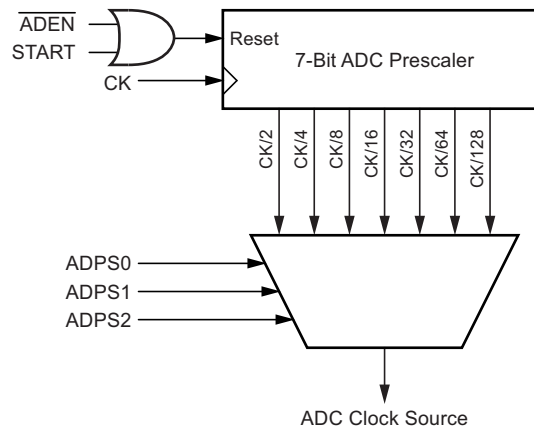 ADEN
START
Reset
7-Bit ADC Prescaler
CK
CK/2
CK/4
CK/8
CK/16
CK/32
CK/64
CK/128
ADPS0
ADPS1
ADPS2
ADC Clock Source